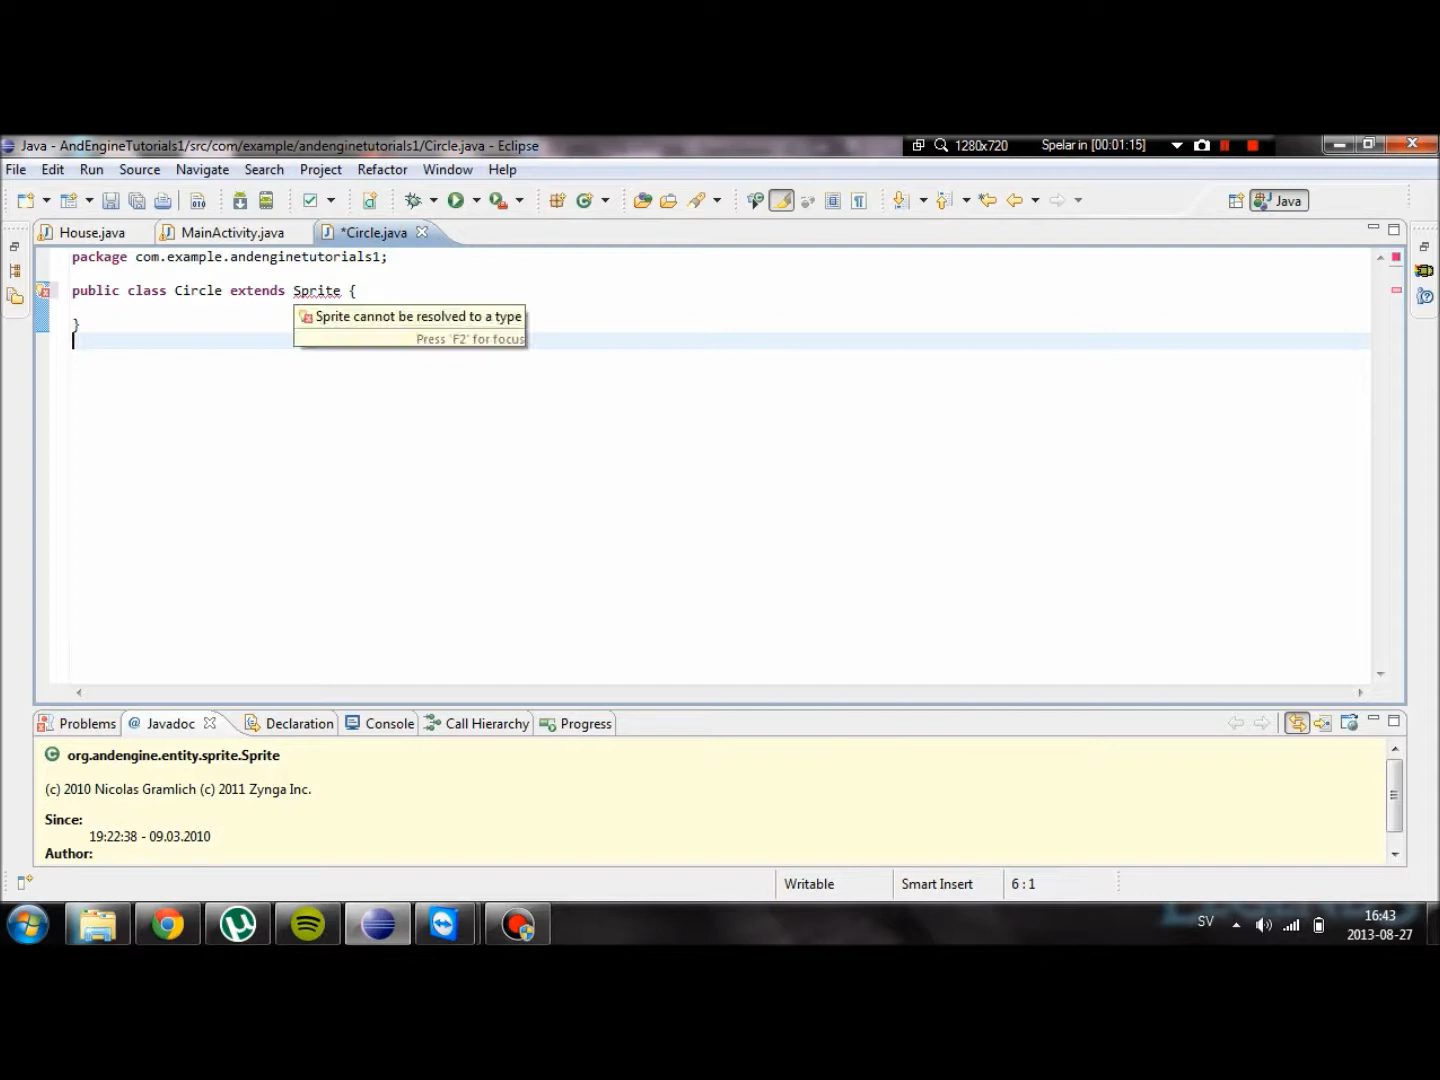 Java - AndEngineTutorials1/src/com/example/andenginetutorials1/Circle.java - Eclipse
1280x720
Spelar in [00:01:15]
File Edit Run Source Navigate Search Project Refactor Window Help
Java
House.java
MainActivity.java
*Circle.java
package com.example.andenginetutorials1;
public class Circle extends Sprite {
Sprite cannot be resolved to a type
}
Press 'F2' for focus
Problems @ Javadoc Declaration Console Call Hierarchy Progress
org.andengine.entity.sprite.Sprite
(c) 2010 Nicolas Gramlich (c) 2011 Zynga Inc.
Since:
19:22:38 - 09.03.2010
Author:
Writable
Smart Insert
6 : 1
SV
16:43
2013-08-27